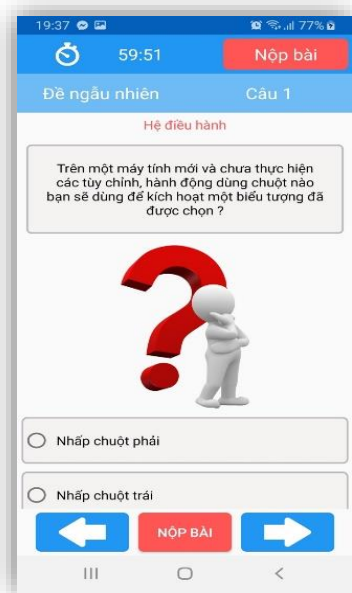 19:37 77%
59:51 Nộp bài
Đề ngẫu nhiên Câu 1
Hệ điều hành
Trên một máy tính mới và chưa thực hiện
các tùy chỉnh, hành động dùng chuột nào
bạn sẽ dùng để kích hoạt một biểu tượng đã
được chọn ?
Nhấp chuột phải
Nhấp chuột trái
NỘP BÀI